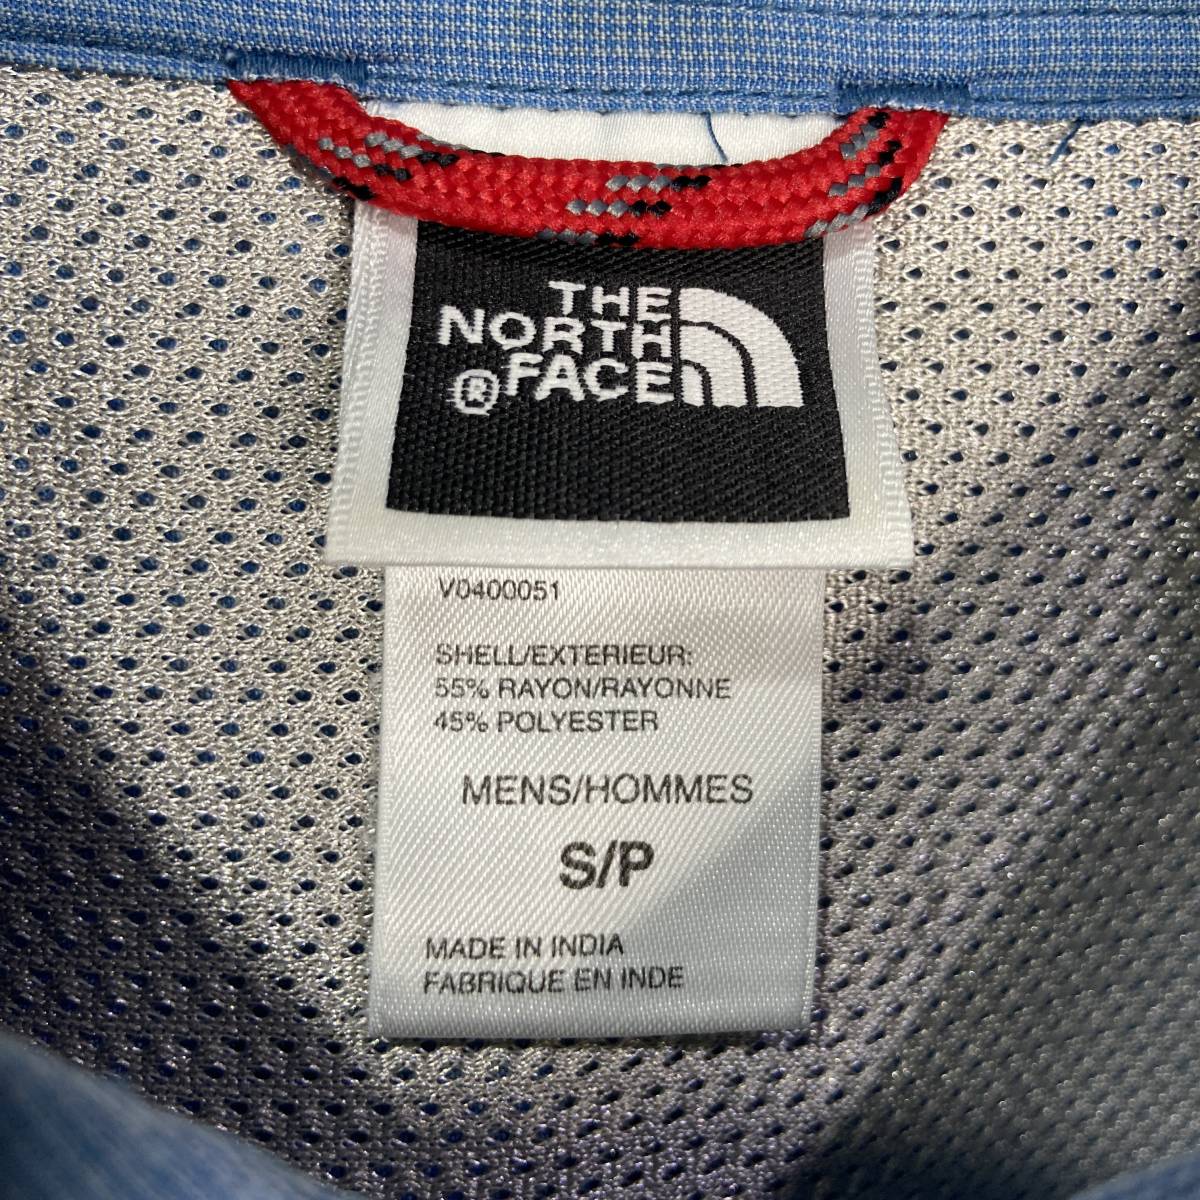 THE
NORTH
® FACE
V0400051
SHELL/EXTERIEUR:
55% RAYON/RAYONNE
45% POLYESTER
MENS/HOMMES
S/P
MADE IN INDIA
FABRIQUE EN INDE